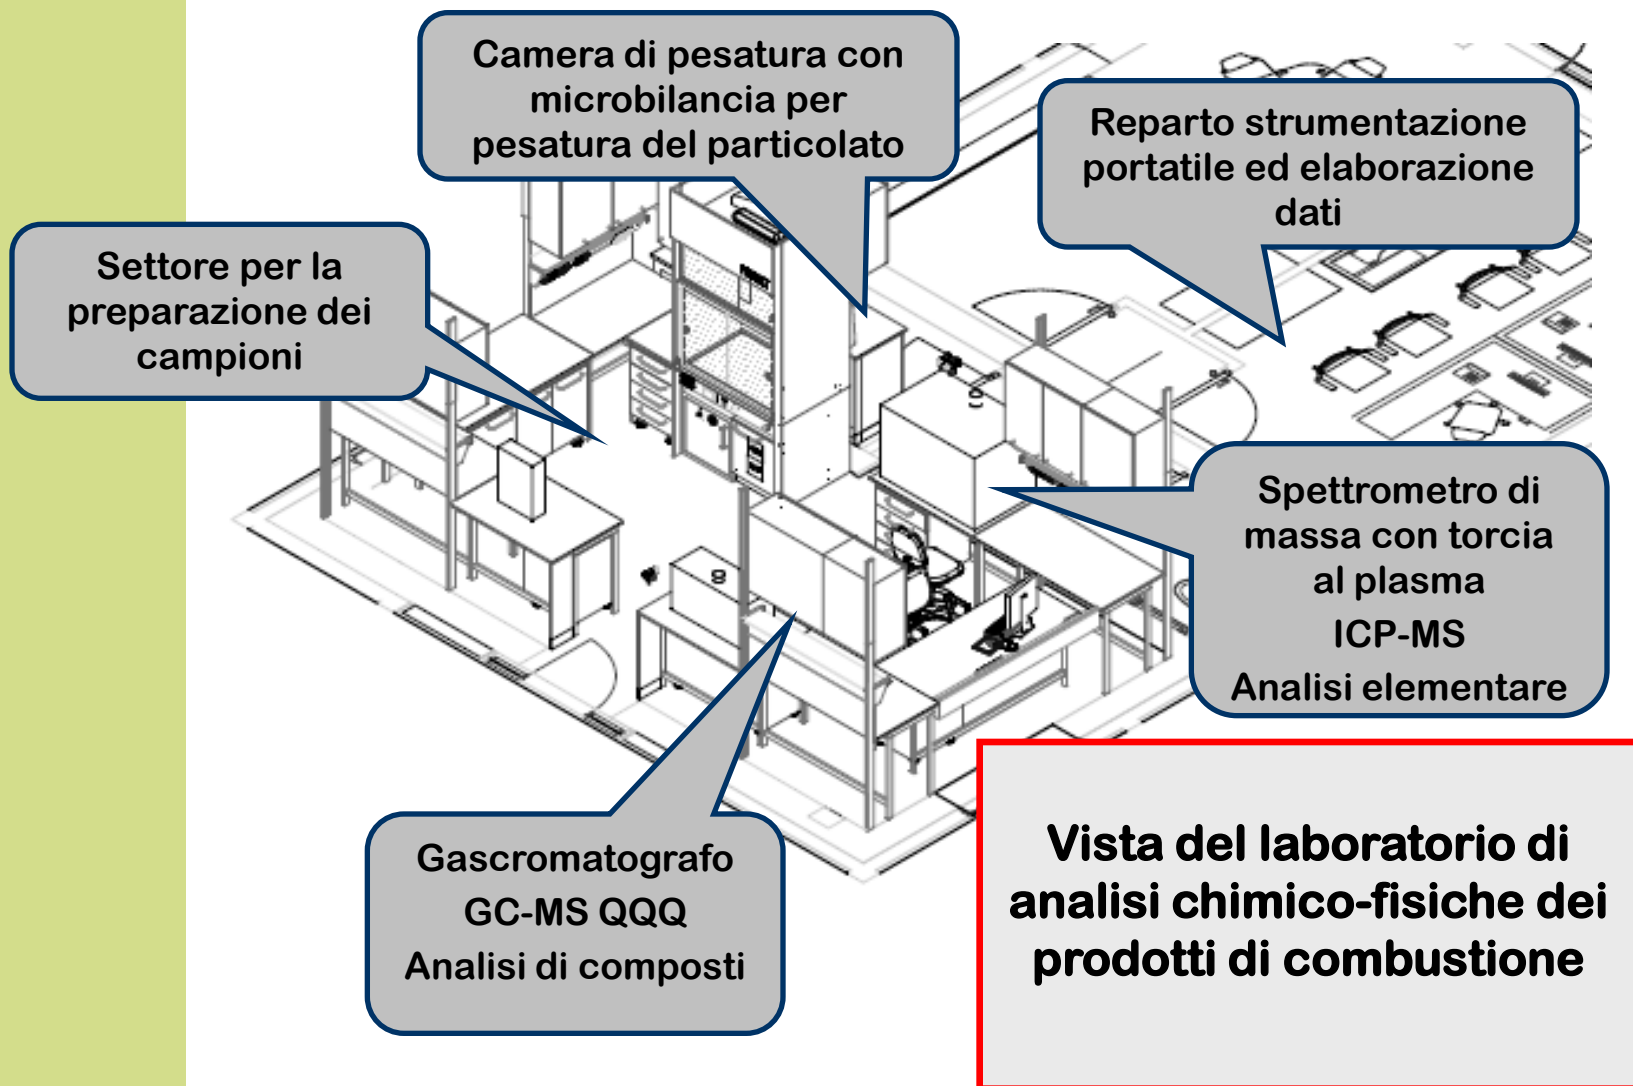 Camera di pesatura con
microbilancia per
pesatura del particolato
Reparto strumentazione
portatile ed elaborazione
dati
Settore per la
preparazione dei
campioni
Spettrometro di
massa con torcia
al plasma
ICP-MS
Analisi elementare
Gascromatografo
GC-MS QQQ
Analisi di composti
Vista del laboratorio di
analisi chimico-fisiche dei
prodotti di combustione